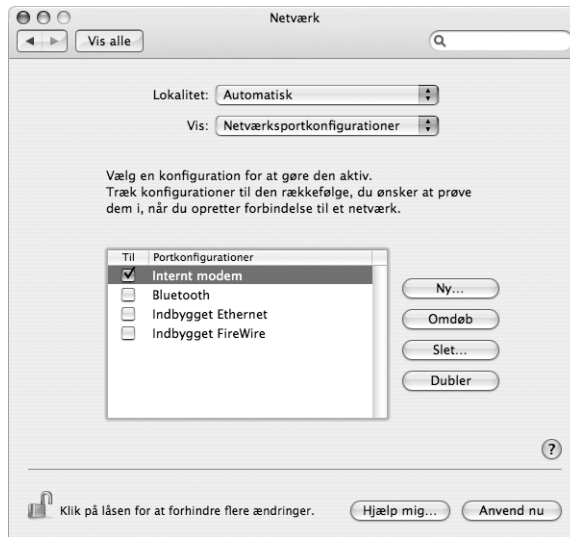 Netværk
Vis alle
Lokalitet: Automatisk
Vis: Netværksportkonfigurationer
Vælg en konfiguration for at gøre den aktiv.
Træk konfigurationer til den rækkefølge, du ønsker at prøve
dem i, når du opretter forbindelse til et netværk.
Til Portkonfigurationer
Internt modem
Bluetooth
Indbygget Ethernet
Indbygget FireWire
Ny...
Omdøb
Slet...
Dubler
?
Klik på låsen for at forhindre flere ændringer.
Hjælp mig... Anvend nu